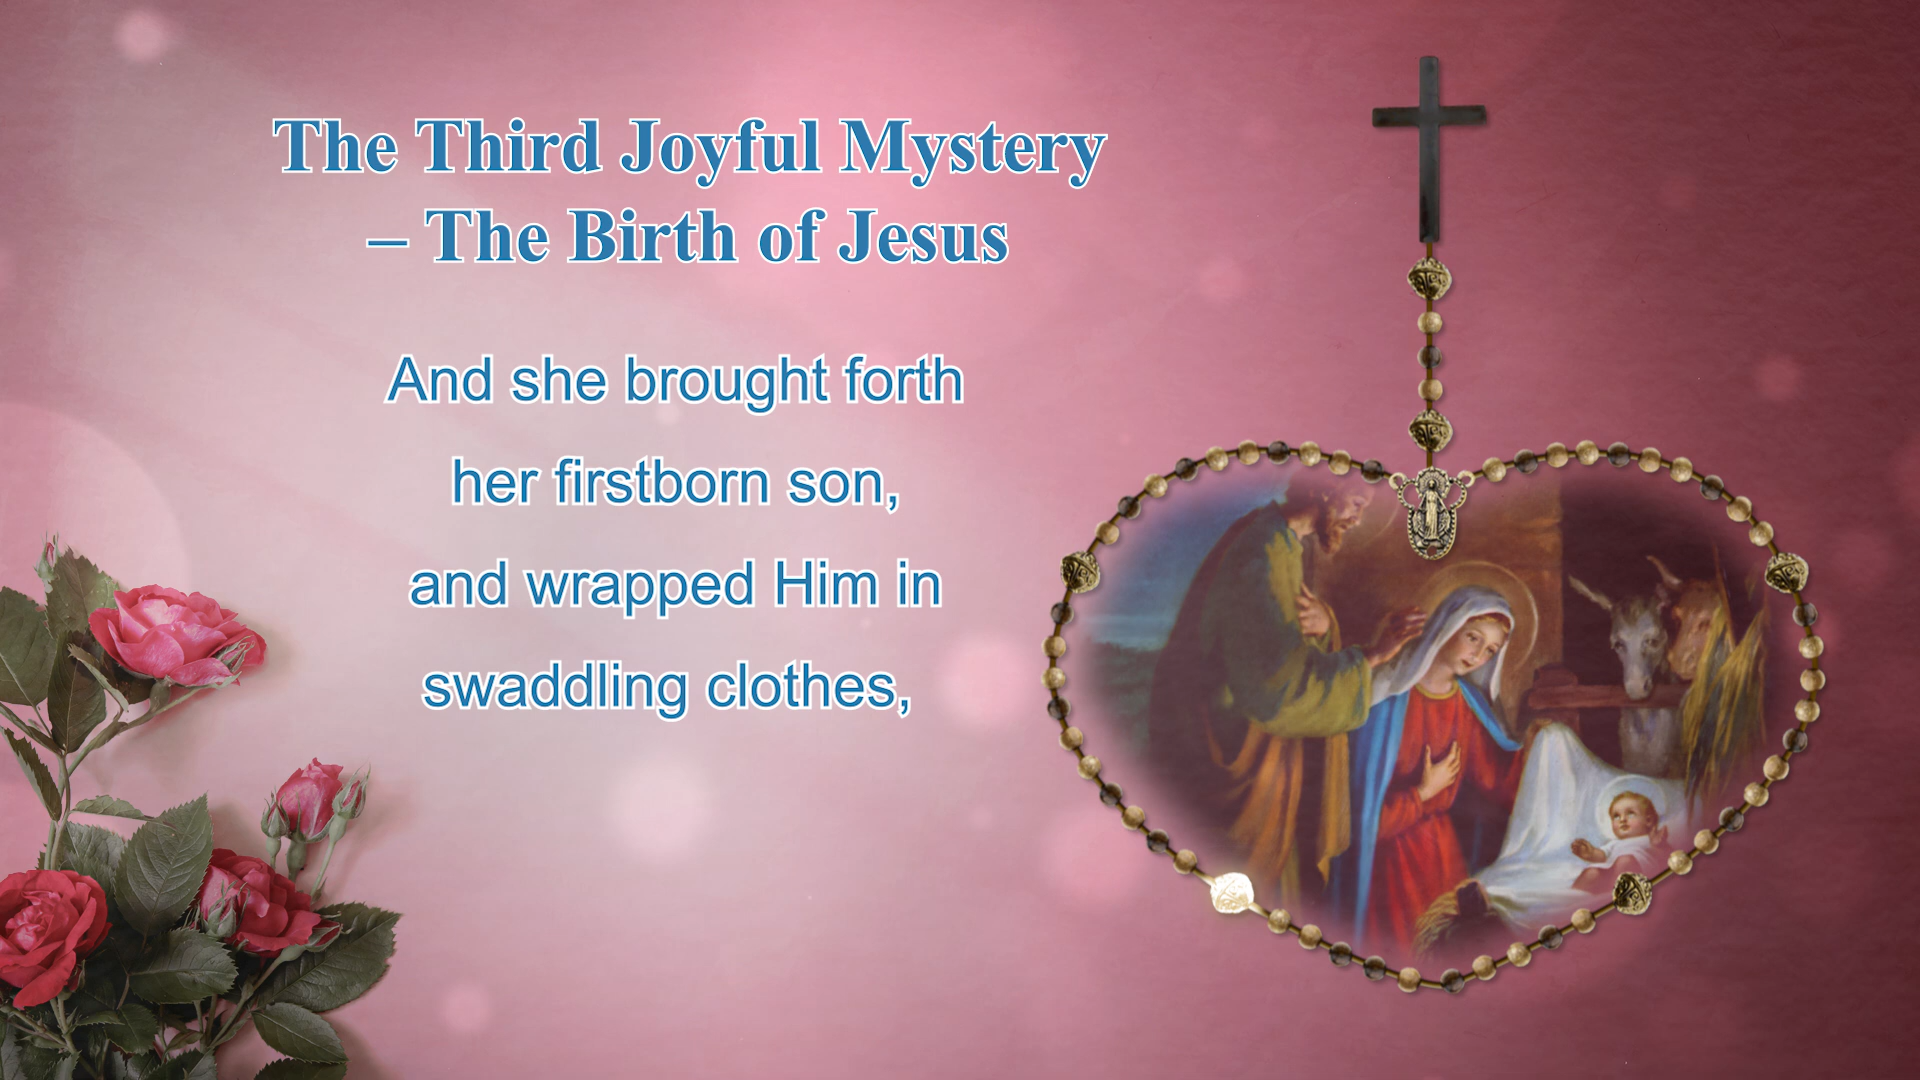 The Third Joyful Mystery
– The Birth of Jesus
And she brought forth
her firstborn son,
and wrapped Him in
swaddling clothes,